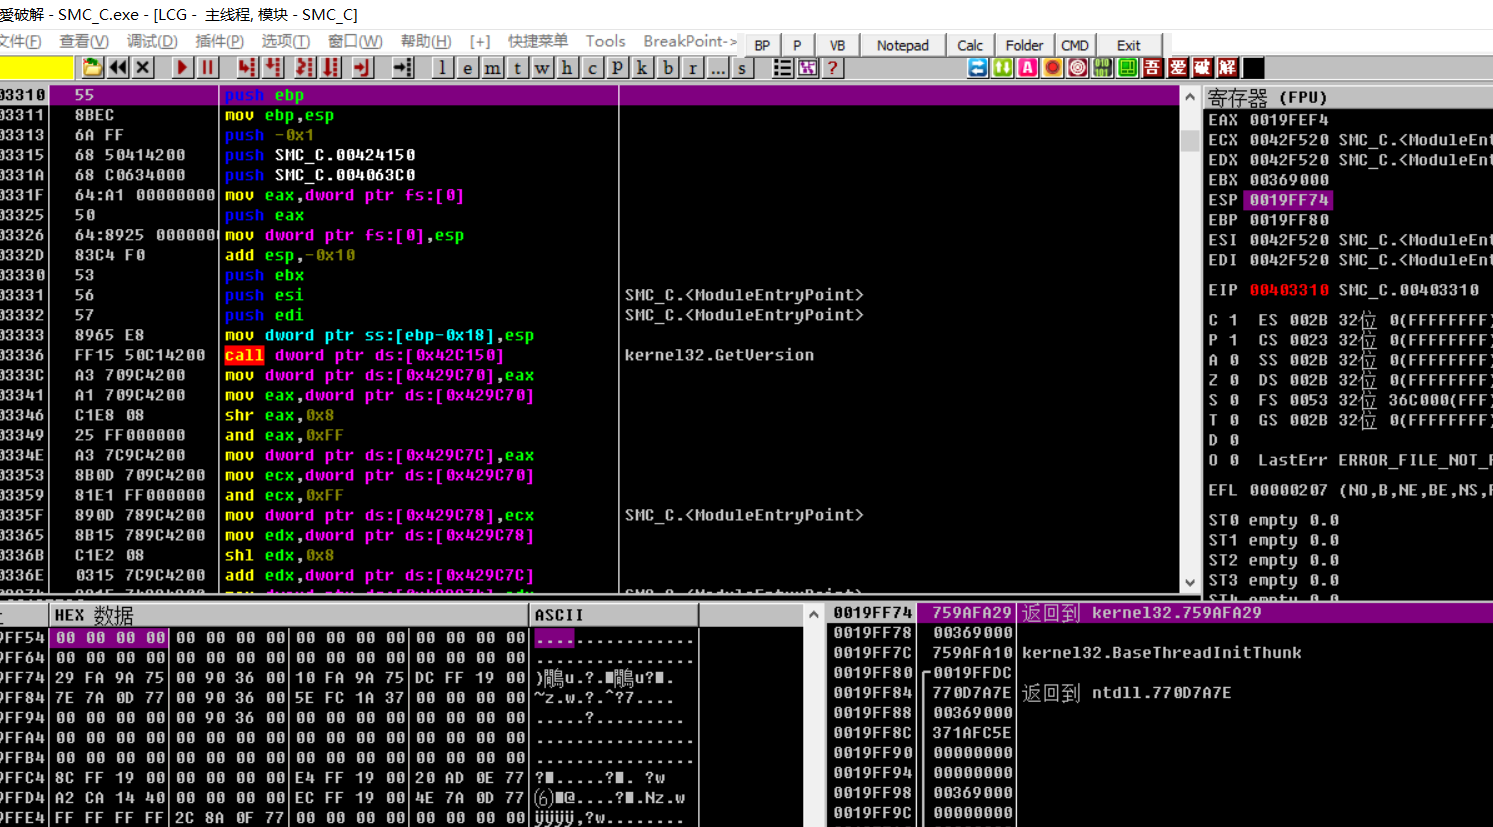 愛破解 - SMC_C.exe - [LCG - 主线程, 模块 - SMC_C]
文件(F) 查看(V) 调试(D) 插件(P) 选项(T) 窗口(W) 帮助(H) [+] 快捷菜单 Tools BreakPoint-> BP P VB Notepad Calc Folder CMD Exit
l e m t w h c P k b r ... s ? A 吾 爱 破 解
03310 55 push ebp
03311 8BEC mov ebp,esp
03313 6A FF push -0x1
03315 68 50414200 push SMC_C.00424150
0331A 68 C0634000 push SMC_C.004063C0
0331F 64:A1 00000000 mov eax,dword ptr fs:[0]
03325 50 push eax
03326 64:8925 0000000 mov dword ptr fs:[0],esp
0332D 83C4 F0 add esp,-0x10
03330 53 push ebx
03331 56 push esi SMC_C.<ModuleEntryPoint>
03332 57 push edi SMC_C.<ModuleEntryPoint>
03333 8965 E8 mov dword ptr ss:[ebp-0x18],esp
03336 FF15 50C14200 call dword ptr ds:[0x42C150] kernel32.GetVersion
0333C A3 709C4200 mov dword ptr ds:[0x429C70],eax
03341 A1 709C4200 mov eax,dword ptr ds:[0x429C70]
03346 C1E8 08 shr eax,0x8
03349 25 FF000000 and eax,0xFF
0334E A3 7C9C4200 mov dword ptr ds:[0x429C7C],eax
03353 8B0D 709C4200 mov ecx,dword ptr ds:[0x429C70]
03359 81E1 FF000000 and ecx,0xFF
0335F 890D 789C4200 mov dword ptr ds:[0x429C78],ecx SMC_C.<ModuleEntryPoint>
03365 8B15 789C4200 mov edx,dword ptr ds:[0x429C78]
0336B C1E2 08 shl edx,0x8
0336E 0315 7C9C4200 add edx,dword ptr ds:[0x429C7C]
寄存器 (FPU)
EAX 0019FEF4
ECX 0042F520 SMC_C.<ModuleEnt
EDX 0042F520 SMC_C.<ModuleEnt
EBX 00369000
ESP 0019FF74
EBP 0019FF80
ESI 0042F520 SMC_C.<ModuleEnt
EDI 0042F520 SMC_C.<ModuleEnt
EIP 00403310 SMC_C.00403310
C 1 ES 002B 32位 0(FFFFFFFF)
P 1 CS 0023 32位 0(FFFFFFFF)
A 0 SS 002B 32位 0(FFFFFFFF)
Z 0 DS 002B 32位 0(FFFFFFFF)
S 0 FS 0053 32位 36C000(FFF)
T 0 GS 002B 32位 0(FFFFFFFF)
D 0
O 0 LastErr ERROR_FILE_NOT_F
EFL 00000207 (NO,B,NE,BE,NS,P
ST0 empty 0.0
ST1 empty 0.0
ST2 empty 0.0
ST3 empty 0.0
ST4 empty 0.0
HEX 数据 ASCII
9FF54 00 00 00 00 00 00 00 00 00 00 00 00 00 00 00 00 ................
9FF64 00 00 00 00 00 00 00 00 00 00 00 00 00 00 00 00 ................
9FF74 29 FA 9A 75 00 90 36 00 10 FA 9A 75 DC FF 19 00
9FF84 7E 7A 0D 77 00 90 36 00 5E FC 1A 37 00 00 00 00 ~z.w.?.^?7....
9FF94 00 00 00 00 00 90 36 00 00 00 00 00 00 00 00 00 .....?.........
9FFA4 00 00 00 00 00 00 00 00 00 00 00 00 00 00 00 00 ................
9FFB4 00 00 00 00 00 00 00 00 00 00 00 00 00 00 00 00 ................
9FFC4 8C FF 19 00 00 00 00 00 E4 FF 19 00 20 AD 0E 77
9FFD4 A2 CA 14 40 00 00 00 00 EC FF 19 00 4E 7A 0D 77
9FFE4 FF FF FF FF 2C 8A 0F 77 00 00 00 00 00 00 00 00 ÿÿÿÿ,?w........
0019FF74 759AFA29 返回到 kernel32.759AFA29
0019FF78 00369000
0019FF7C 759AFA10 kernel32.BaseThreadInitThunk
0019FF80 0019FFDC
0019FF84 770D7A7E 返回到 ntdll.770D7A7E
0019FF88 00369000
0019FF8C 371AFC5E
0019FF90 00000000
0019FF94 00000000
0019FF98 00369000
0019FF9C 00000000